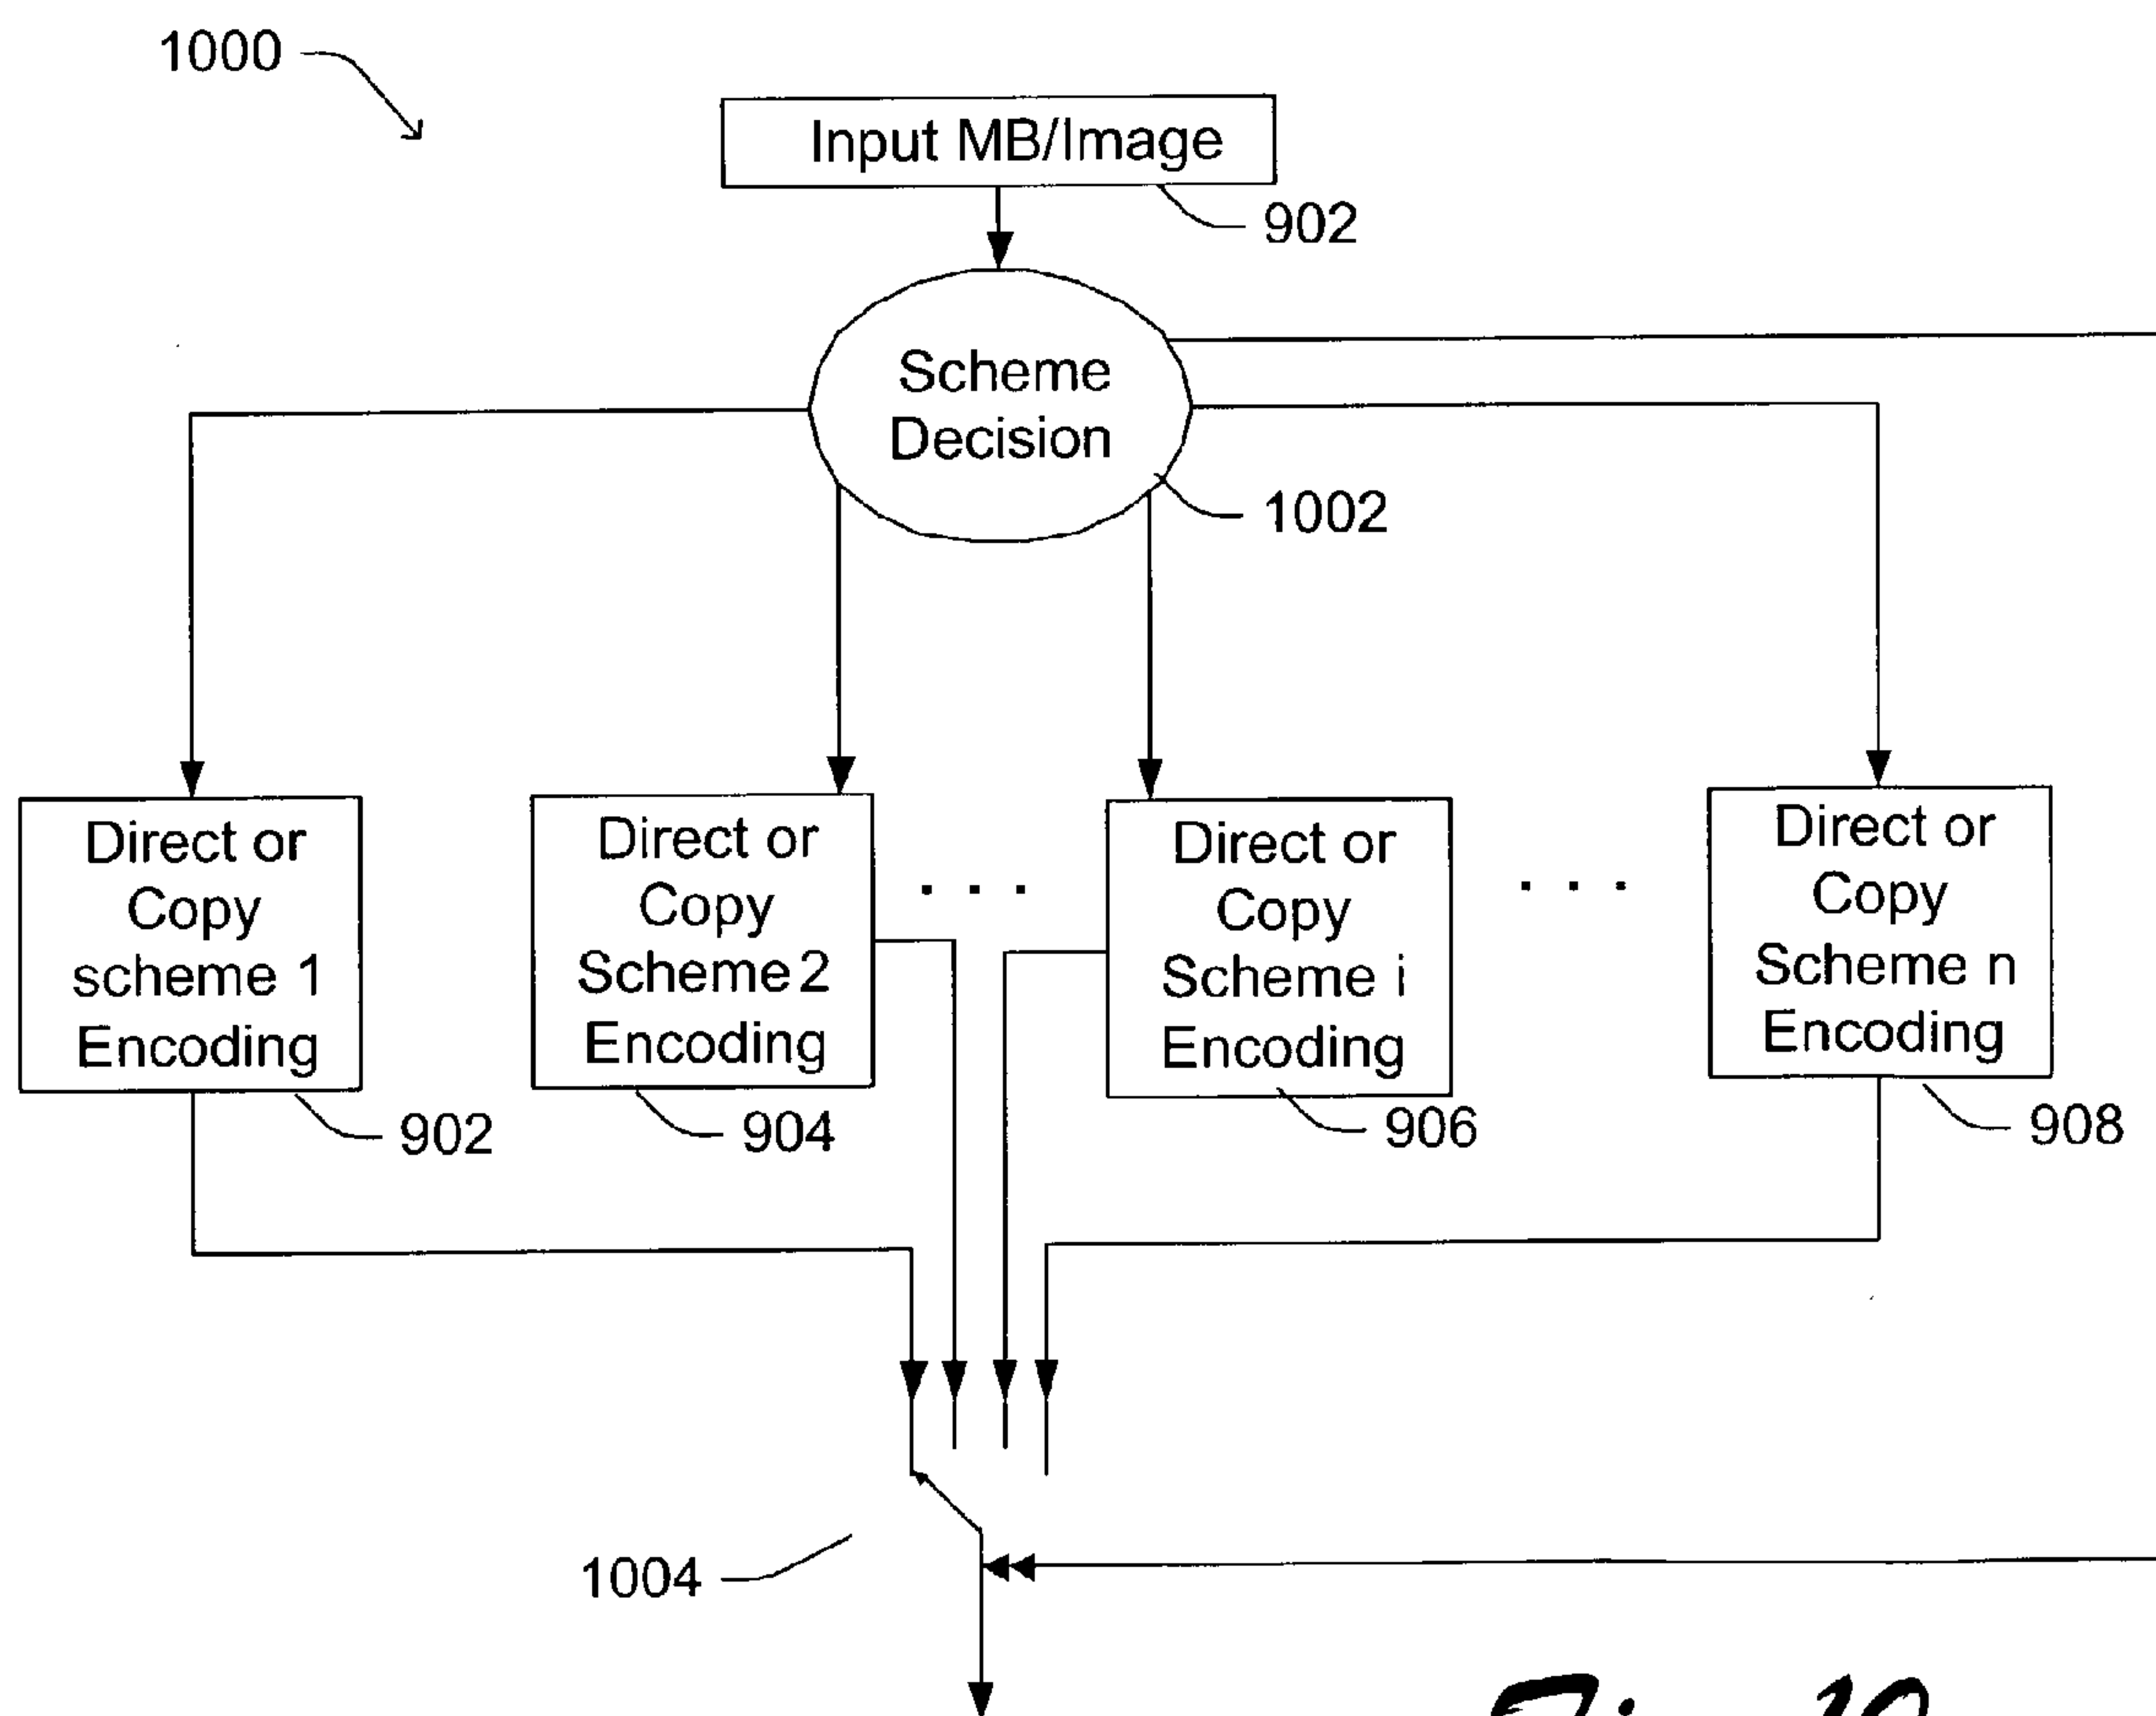 1000
Input MB/Image
902
Scheme
Decision
1002
Direct or
Copy
scheme 1
Encoding
902
Direct or
Copy
Scheme 2
Encoding
904
. . .
Direct or
Copy
Scheme i
Encoding
906
. . .
Direct or
Copy
Scheme n
Encoding
908
1004